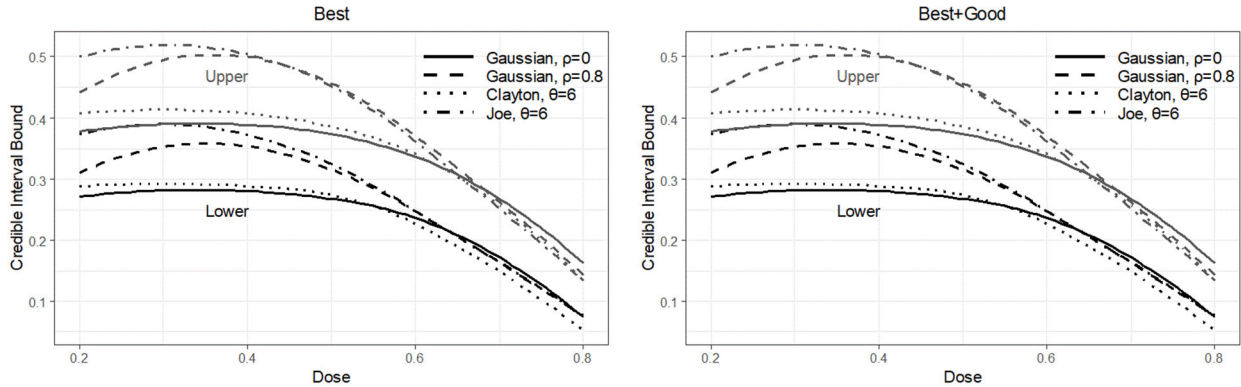 Best
Credible Interval Bound
0.5
0.4
0.3
0.2
0.1
Upper
Lower
Gaussian, ρ=0
Gaussian, ρ=0.8
Clayton, θ=6
Joe, θ=6
0.2 0.4 0.6 0.8
Dose
Best+Good
Credible Interval Bound
0.5
0.4
0.3
0.2
0.1
Upper
Lower
Gaussian, ρ=0
Gaussian, ρ=0.8
Clayton, θ=6
Joe, θ=6
0.2 0.4 0.6 0.8
Dose